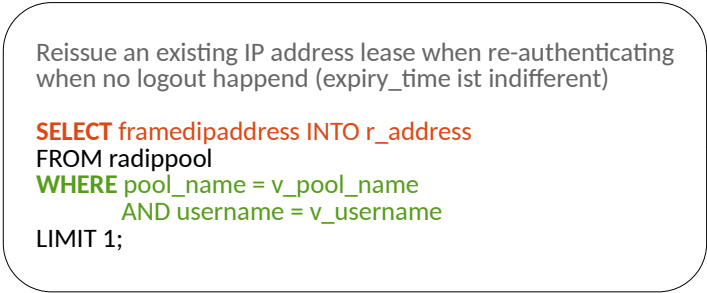 Reissue an existing IP address lease when re-authenticating
when no logout happend (expiry_time ist indifferent)
SELECT framedipaddress INTO r_address
FROM radippool
WHERE pool_name = v_pool_name
AND username = v_username
LIMIT 1;